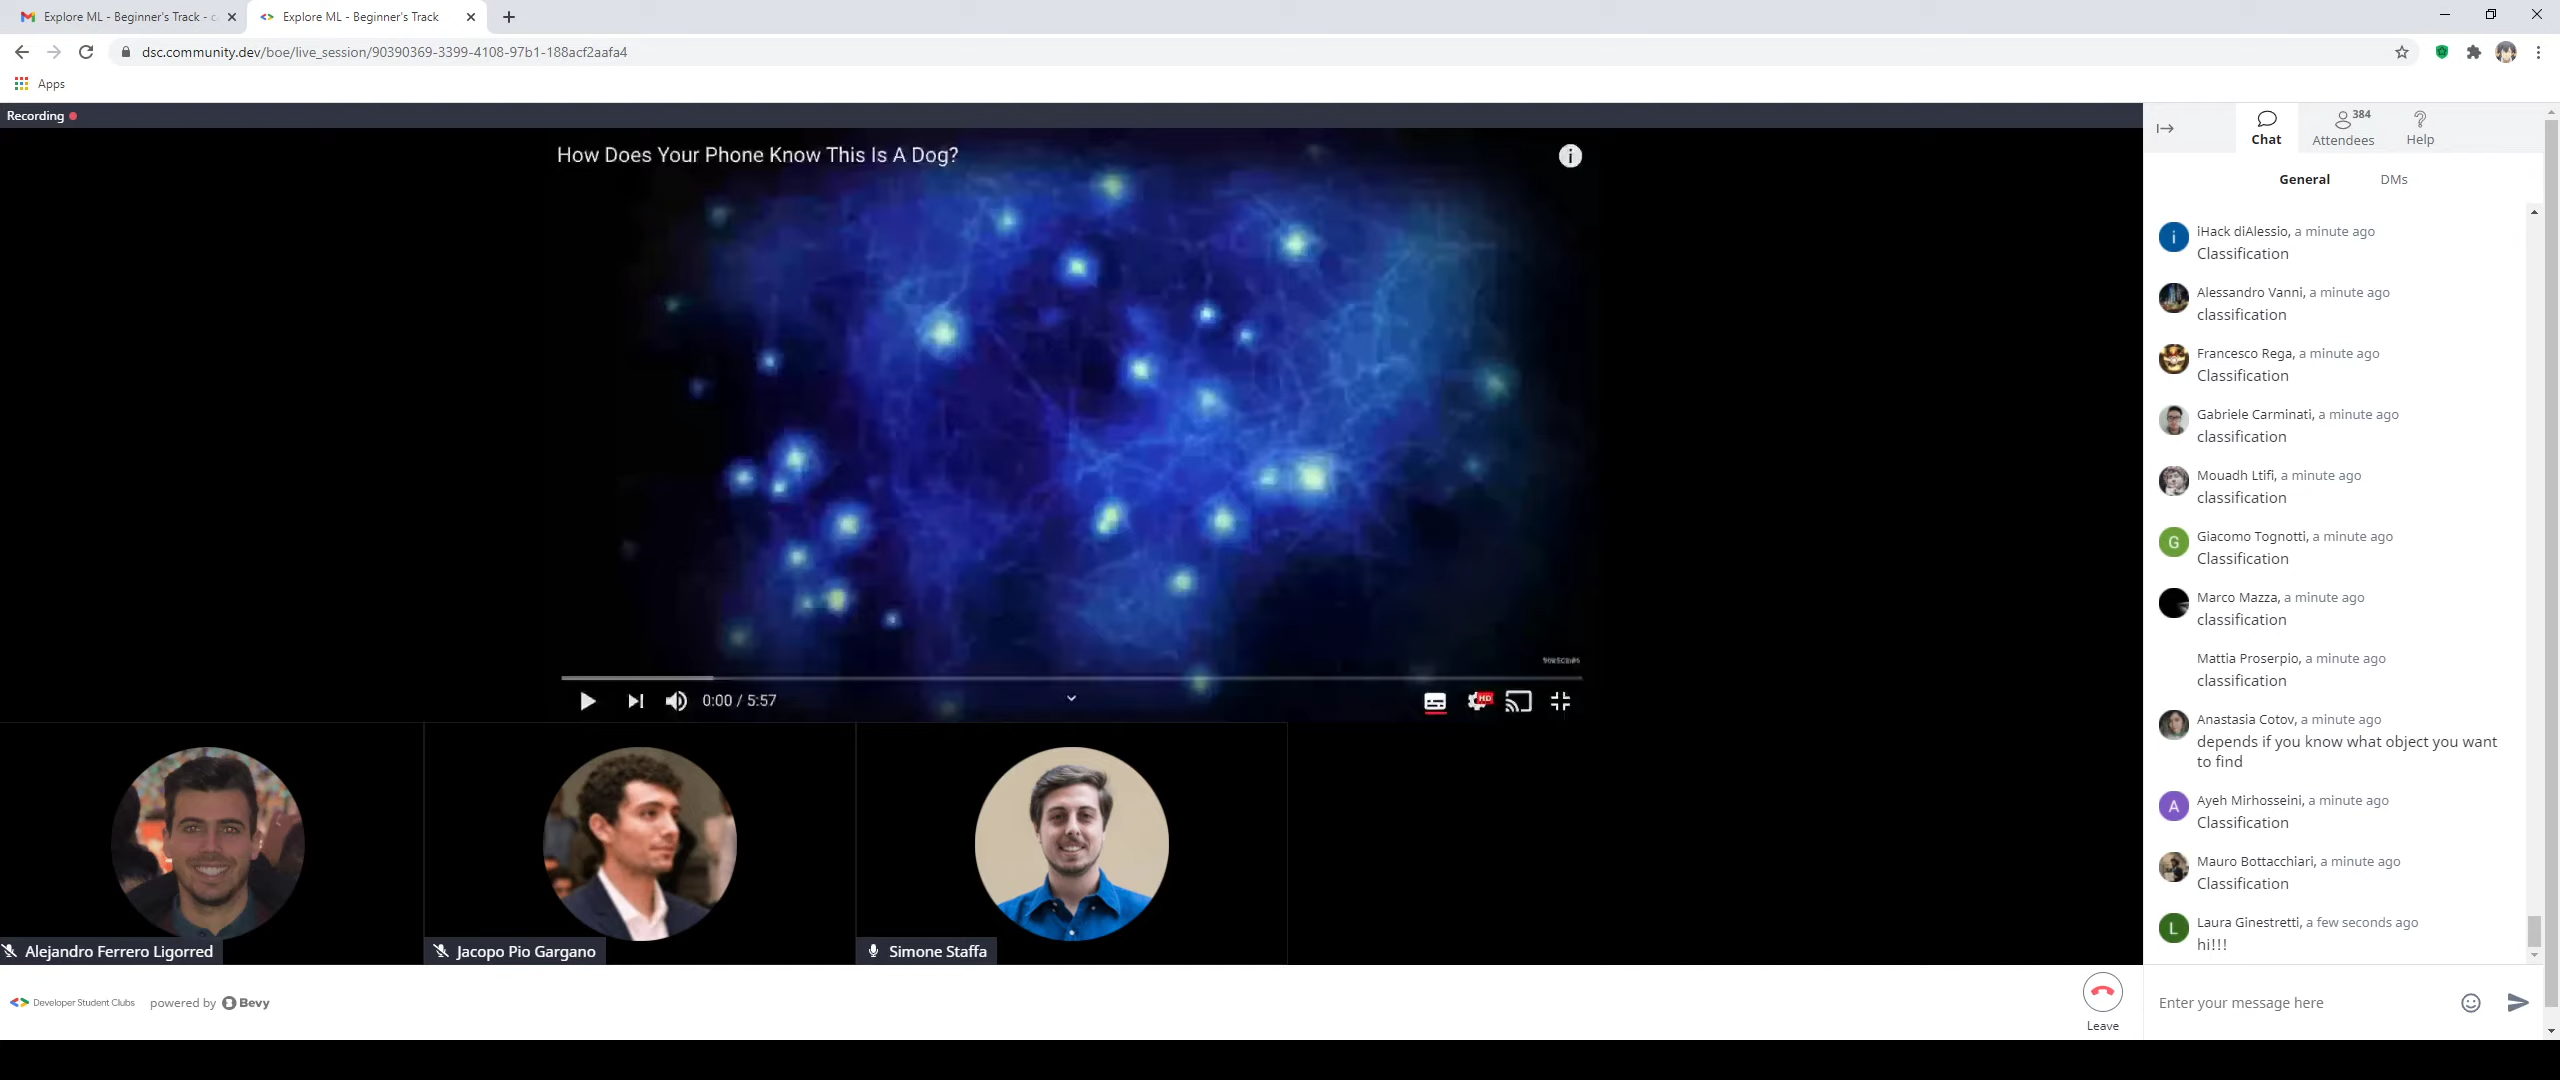 Explore ML - Beginner's Track -
Explore ML - Beginner's Track
dsc.community.dev/boe/live_session/90390369-3399-4108-97b1-188acf2aafa4
Apps
Recording
How Does Your Phone Know This Is A Dog?
0:00 / 5:57
HD
Alejandro Ferrero Ligorred
Jacopo Pio Gargano
Simone Staffa
Developer Student Clubs
powered by Bevy
Leave
Chat
384
Attendees
Help
General
DMs
i
iHack diAlessio, a minute ago
Classification
Alessandro Vanni, a minute ago
classification
Francesco Rega, a minute ago
Classification
Gabriele Carminati, a minute ago
classification
Mouadh Ltifi, a minute ago
classification
G
Giacomo Tognotti, a minute ago
Classification
Marco Mazza, a minute ago
classification
Mattia Proserpio, a minute ago
classification
Anastasia Cotov, a minute ago
depends if you know what object you want
to find
A
Ayeh Mirhosseini, a minute ago
Classification
Mauro Bottacchiari, a minute ago
Classification
L
Laura Ginestretti, a few seconds ago
hi!!!
Enter your message here